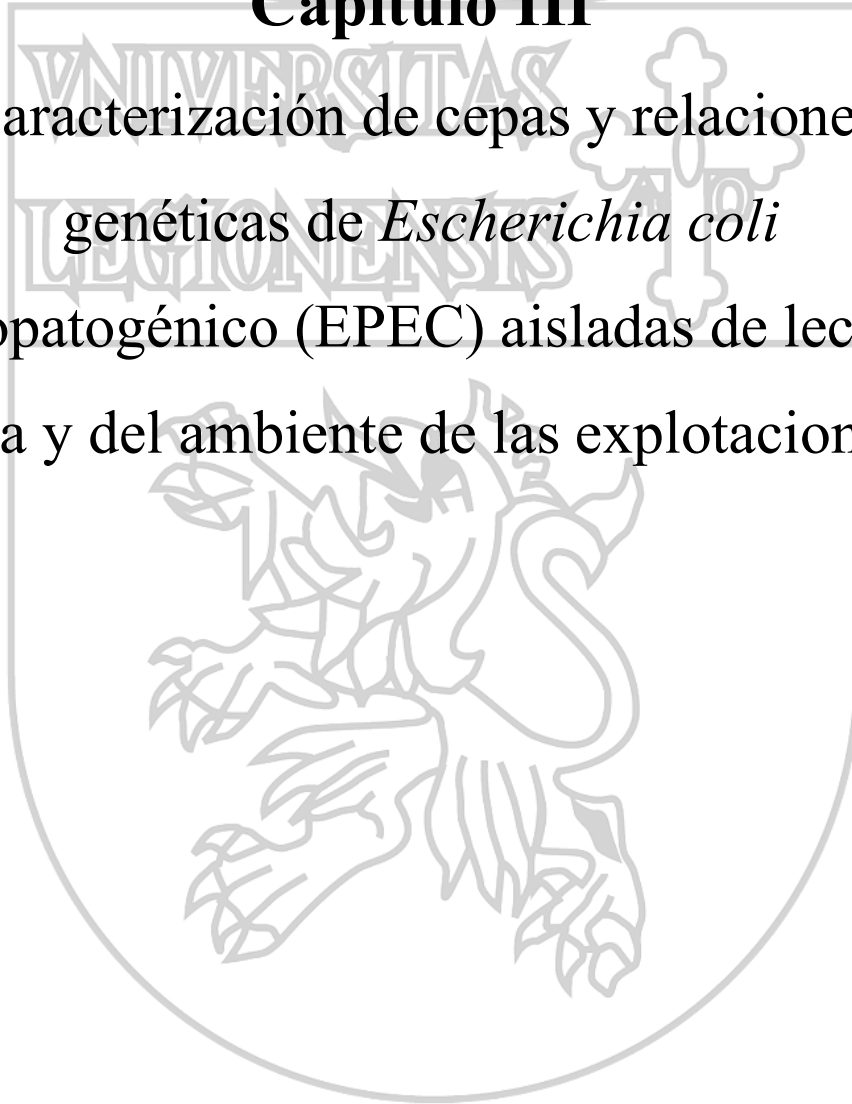 Capítulo III
VNIVERSITAS
aracterización de cepas y relacione
LEGIONENSIS
genéticas de Escherichia coli
opatogénico (EPEC) aisladas de lec
a y del ambiente de las explotacion